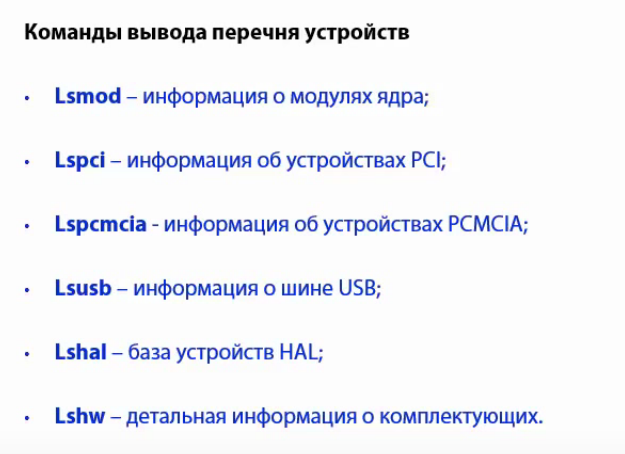 Команды вывода перечня устройств
• Lsmod – информация о модулях ядра;
• Lspci – информация об устройствах PCI;
• Lspcmcia - информация об устройствах PCMCIA;
• Lsusb – информация о шине USB;
• Lshal – база устройств HAL;
• Lshw – детальная информация о комплектующих.